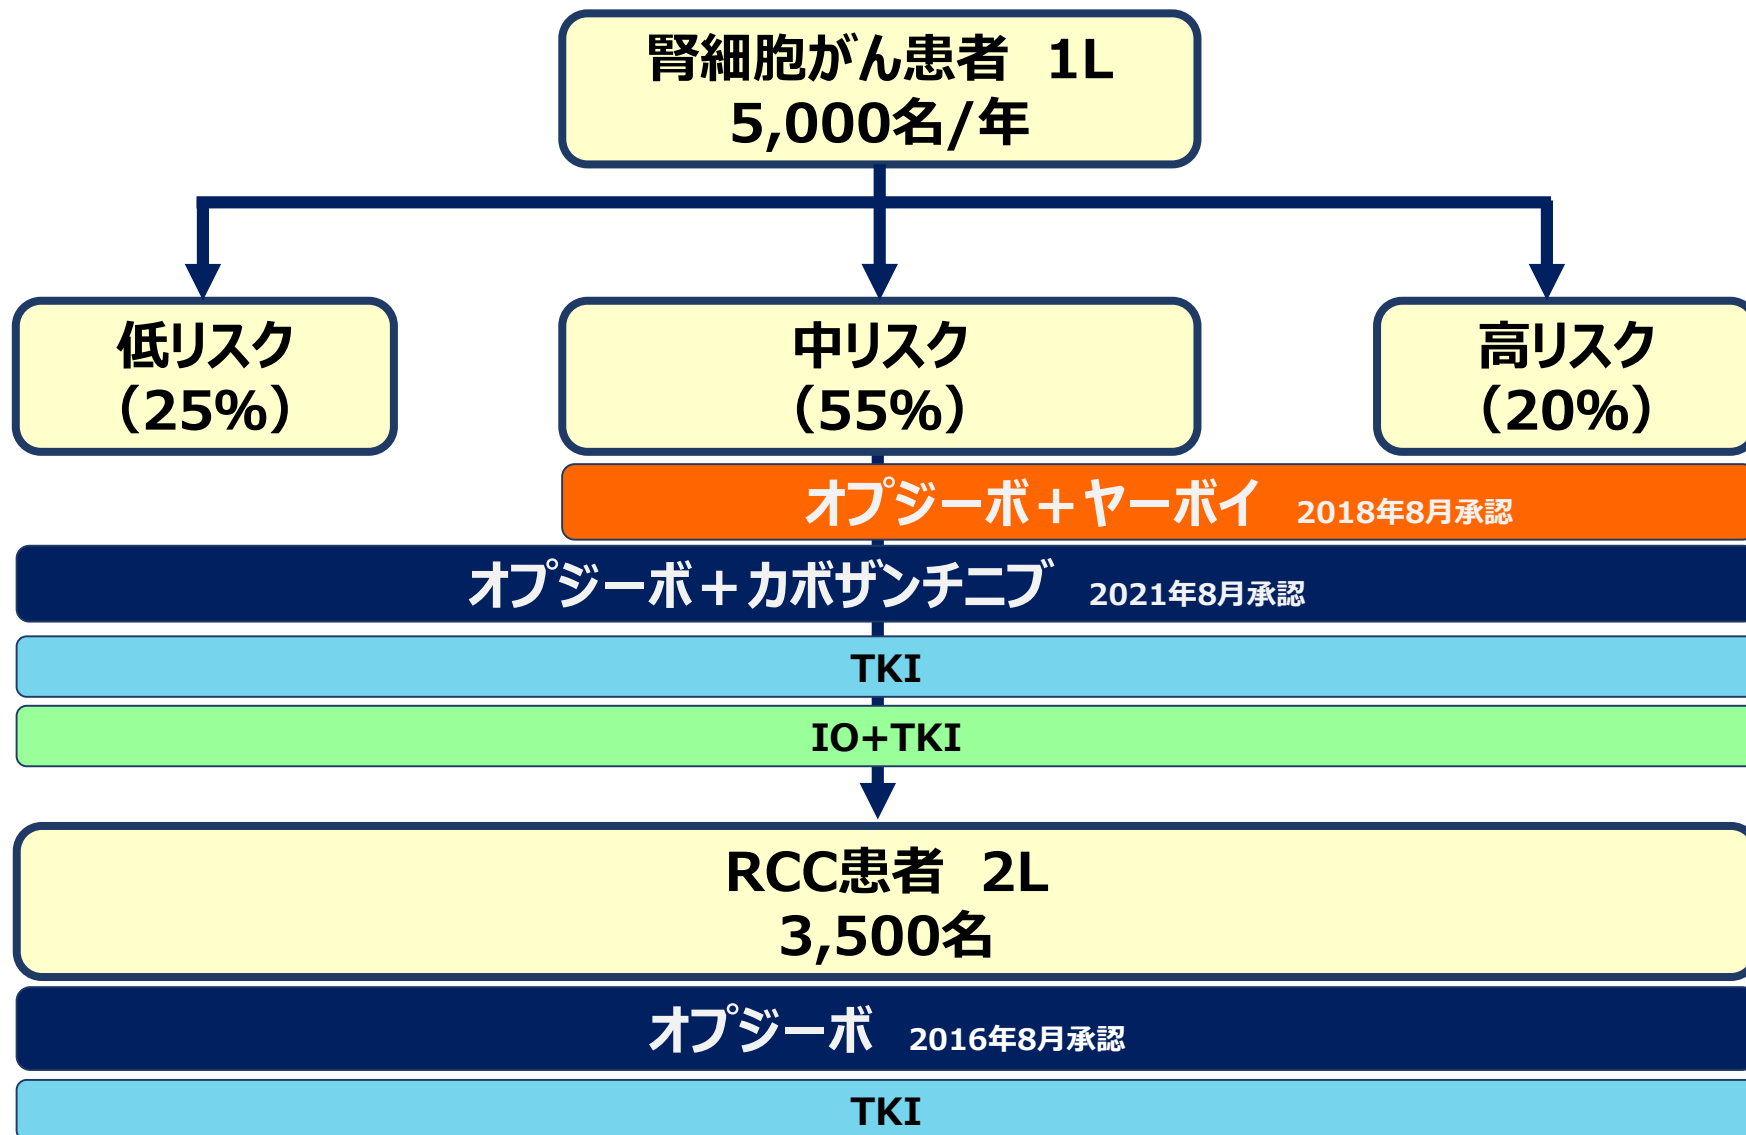 腎細胞がん患者 1L
5,000名/年
低リスク
（25%）
中リスク
（55%）
高リスク
（20%）
オプジーボ＋ヤーボイ 2018年8月承認
オプジーボ＋カボザンチニブ 2021年8月承認
TKI
IO+TKI
RCC患者 2L
3,500名
オプジーボ 2016年8月承認
TKI